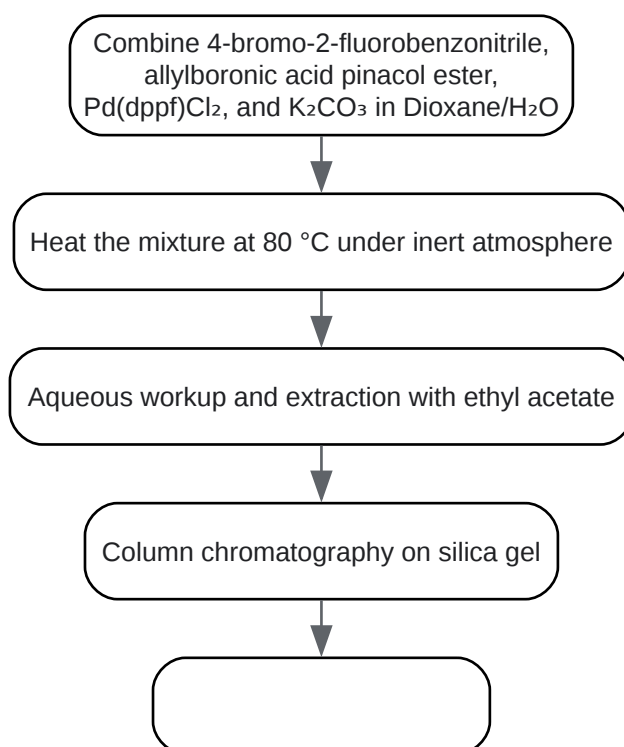 Combine 4-bromo-2-fluorobenzonitrile,
allylboronic acid pinacol ester,
Pd(dppf)Cl₂, and K₂CO₃ in Dioxane/H₂O
Heat the mixture at 80 °C under inert atmosphere
Aqueous workup and extraction with ethyl acetate
Column chromatography on silica gel